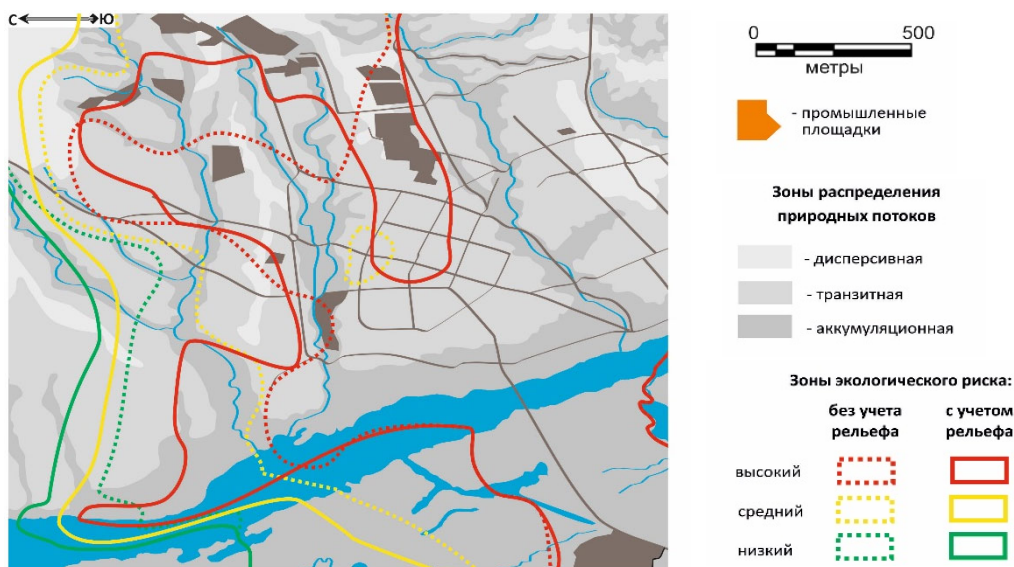 С Ю
0 500
метры
- промышленные
площадки
Зоны распределения
природных потоков
- дисперсивная
- транзитная
- аккумуляционная
Зоны экологического риска:
без учета с учетом
рельефа рельефа
высокий
средний
низкий